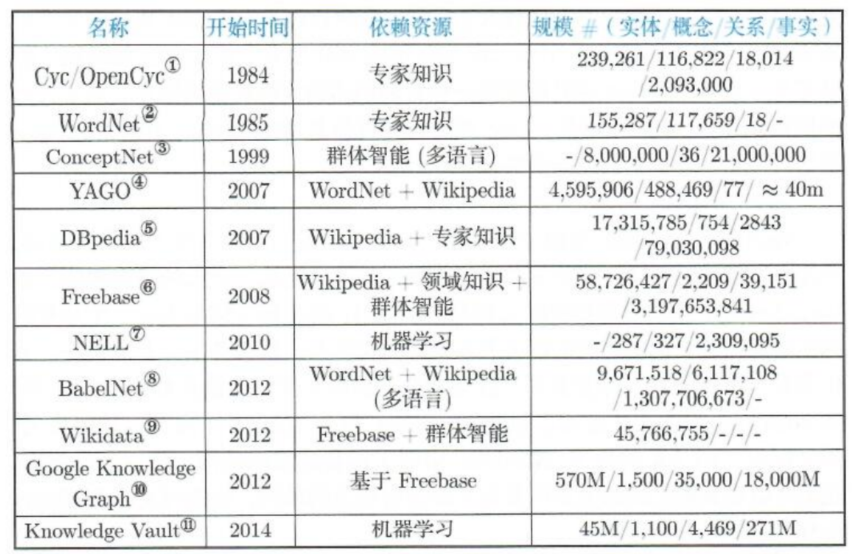 名称 开始时间 依赖资源 规模 #（实体/概念/关系/事实）
Cyc/OpenCyc① 1984 专家知识 239,261/116,822/18,014
/2,093,000
WordNet② 1985 专家知识 155,287/117,659/18/-
ConceptNet③ 1999 群体智能 (多语言) -/8,000,000/36/21,000,000
YAGO④ 2007 WordNet + Wikipedia 4,595,906/488,469/77/ ≈ 40m
DBpedia⑤ 2007 Wikipedia + 专家知识 17,315,785/754/2843
/79,030,098
Freebase⑥ 2008 Wikipedia + 领域知识 + 58,726,427/2,209/39,151
群体智能 /3,197,653,841
NELL⑦ 2010 机器学习 -/287/327/2,309,095
BabelNet⑧ 2012 WordNet + Wikipedia 9,671,518/6,117,108
(多语言) /1,307,706,673/-
Wikidata⑨ 2012 Freebase + 群体智能 45,766,755/-/-/-
Google Knowledge
Graph⑩ 2012 基于 Freebase 570M/1,500/35,000/18,000M
Knowledge Vault⑪ 2014 机器学习 45M/1,100/4,469/271M